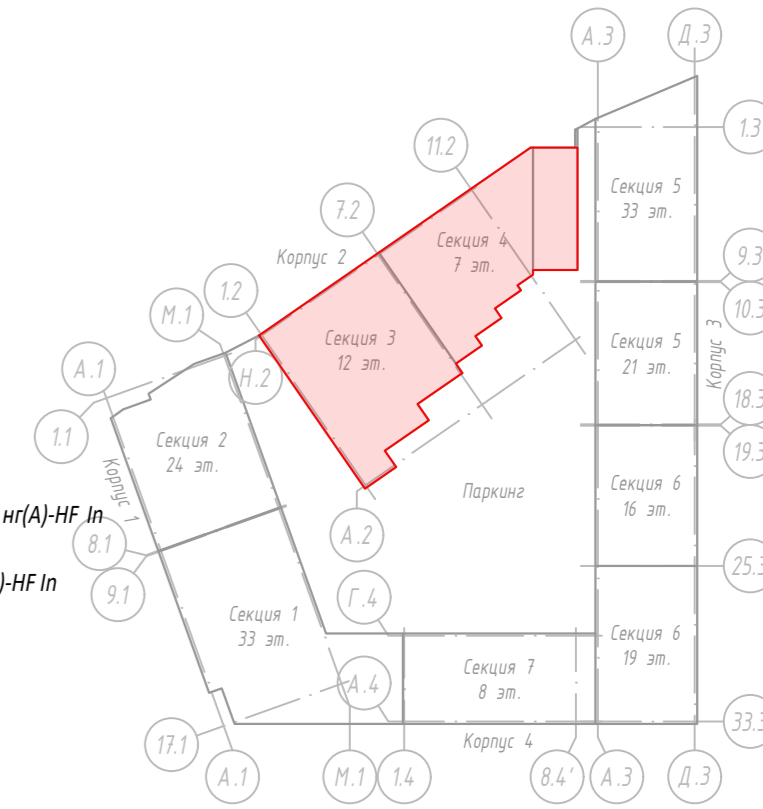 А.3
Д.3
11.2
1.3
7.2
Секция 5
33 эт.
Секция 4
7 эт.
Корпус 2
9.3
1.2
10.3
М.1
Секция 3
12 эт.
Секция 5
21 эт.
Корпус 3
А.1
Н.2
18.3
1.1
Секция 2
24 эт.
19.3
Корпус 1
Паркинг
Секция 6
16 эт.
нг(А)-HF In
А.2
8.1
25.3
)-HF In
9.1
Г.4
Секция 1
33 эт.
Секция 6
19 эт.
Секция 7
8 эт.
А.4
33.3
17.1
Корпус 4
А.1
М.1
1.4
8.4'
А.3
Д.3